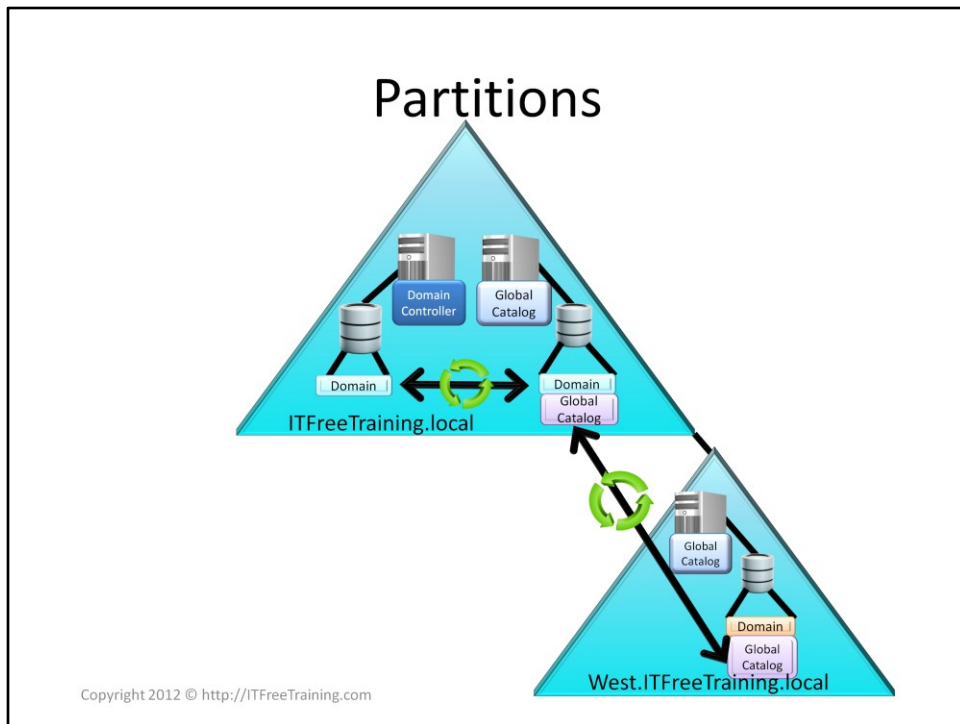 Partitions
Domain
Controller
Global
Catalog
Domain
Domain
Global
Catalog
ITFreeTraining.local
Global
Catalog
Domain
Global
Catalog
West.ITFreeTraining.local
Copyright 2012 © http://ITFreeTraining.com